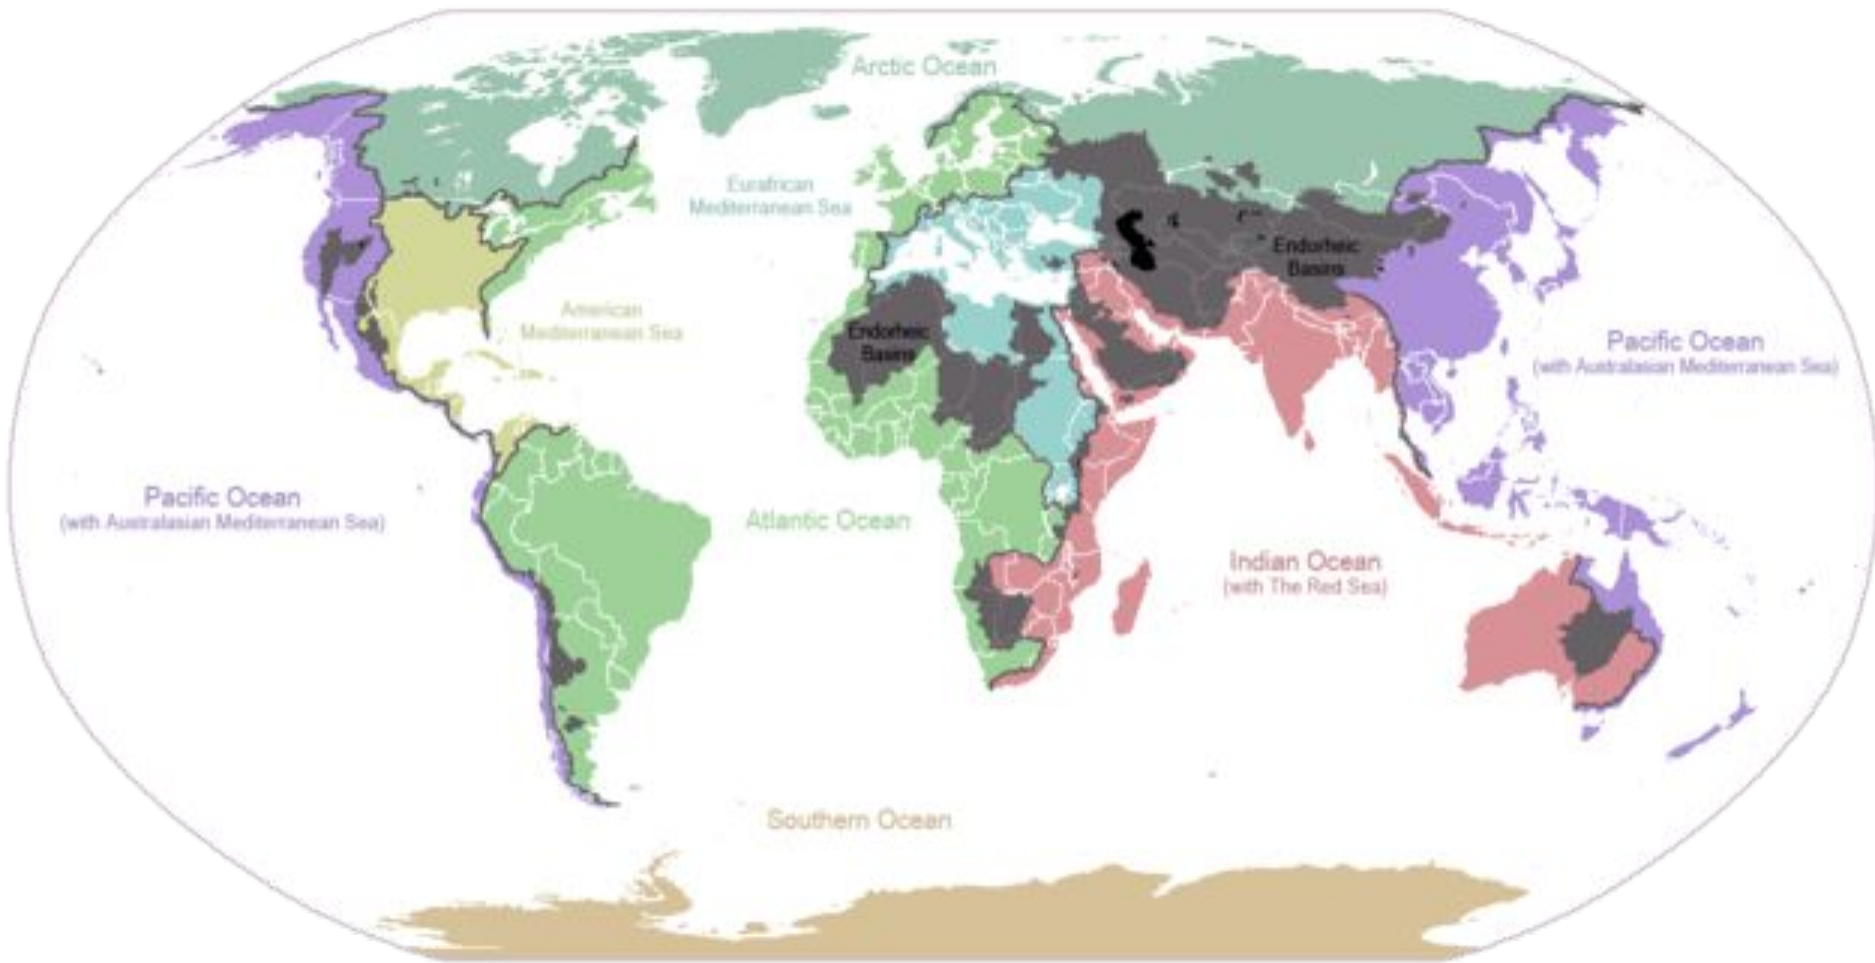 Arctic Ocean
Eurafrican
Mediterranean Sea
Endorheic
Basins
American
Mediterranean Sea
Endorheic
Basins
Pacific Ocean
(with Australasian Mediterranean Sea)
Pacific Ocean
(with Australasian Mediterranean Sea)
Atlantic Ocean
Indian Ocean
(with The Red Sea)
Southern Ocean